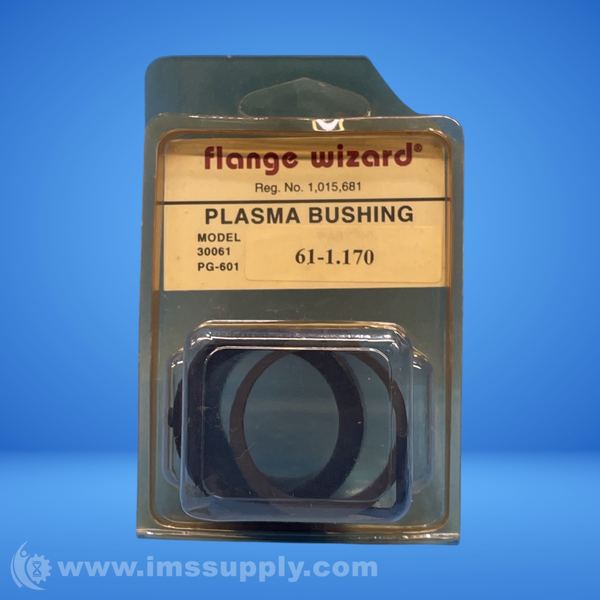 flange wizard®
Reg. No. 1,015,681
PLASMA BUSHING
MODEL
30061
PG-601
61-1.170
www.imssupply.com